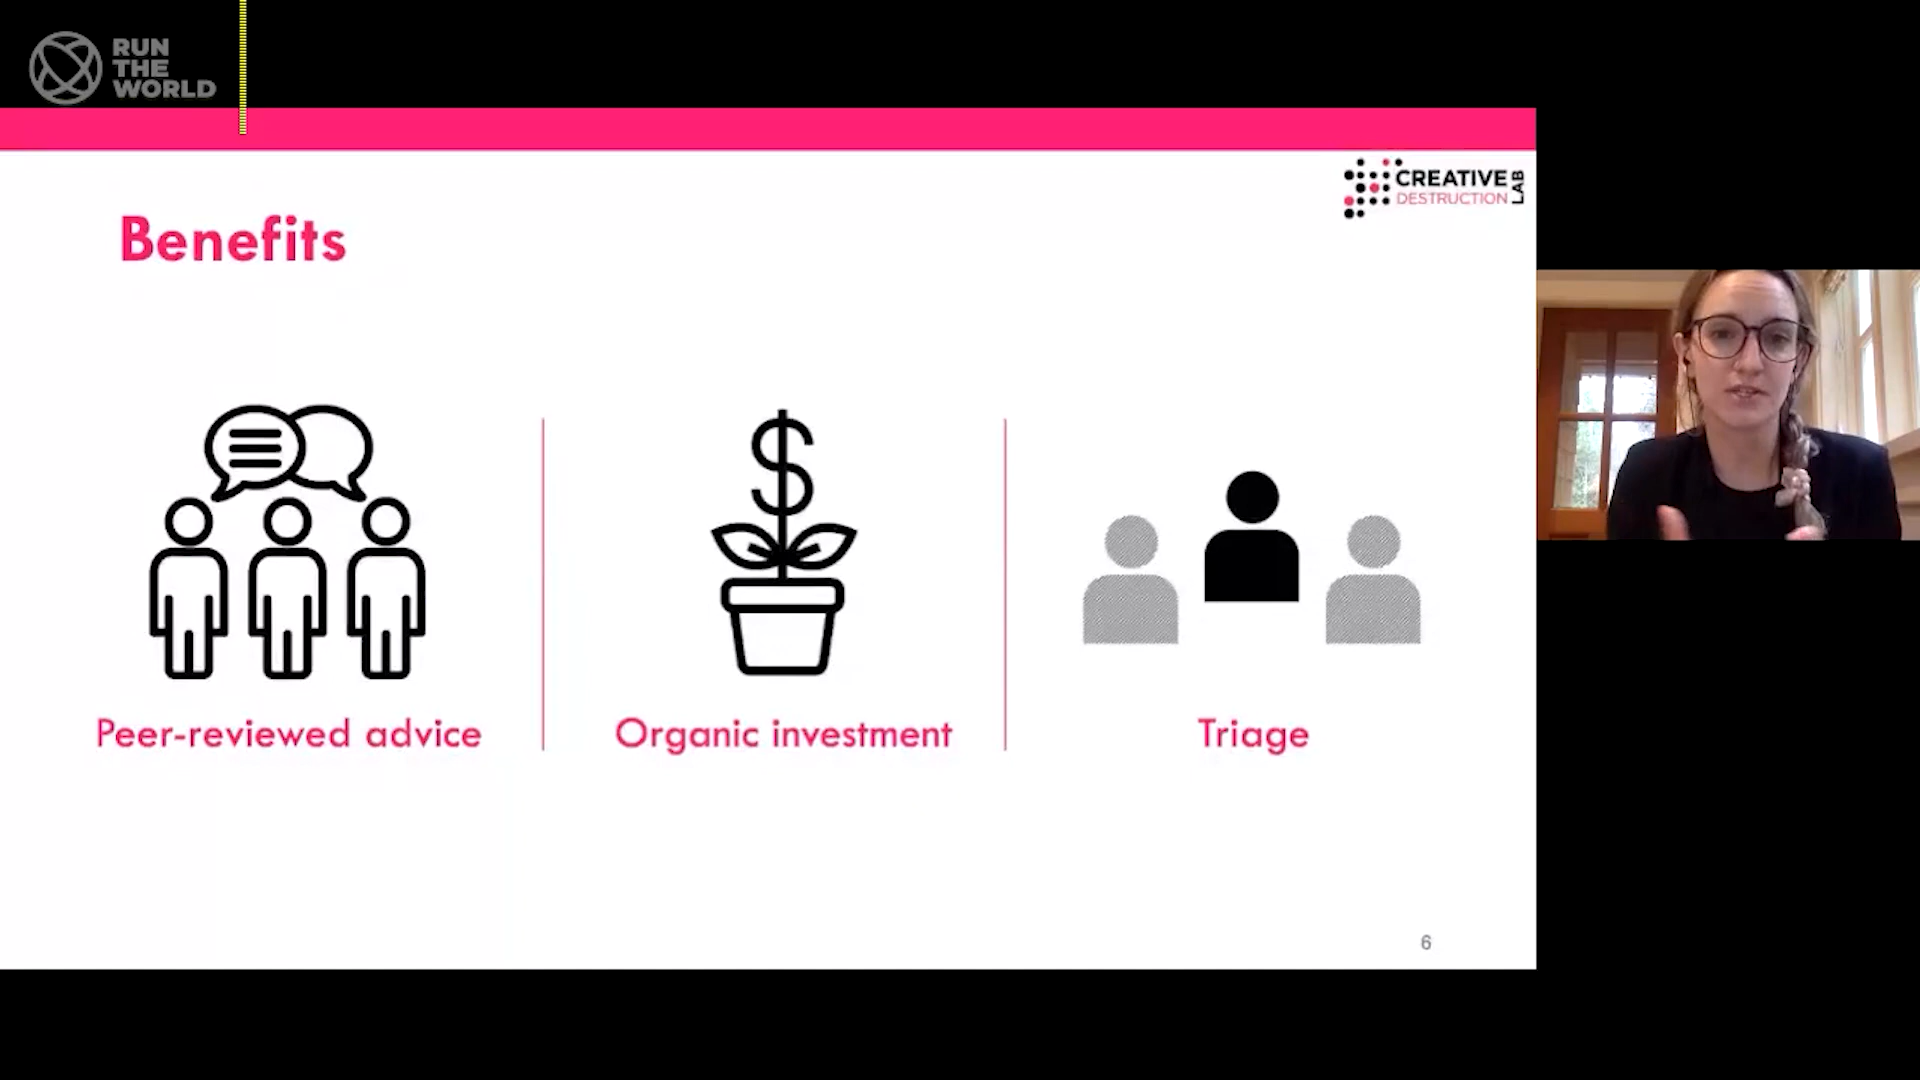 RUN
THE
WORLD
CREATIVE
DESTRUCTION
LAB
Benefits
$
Peer-reviewed advice
Organic investment
Triage
6